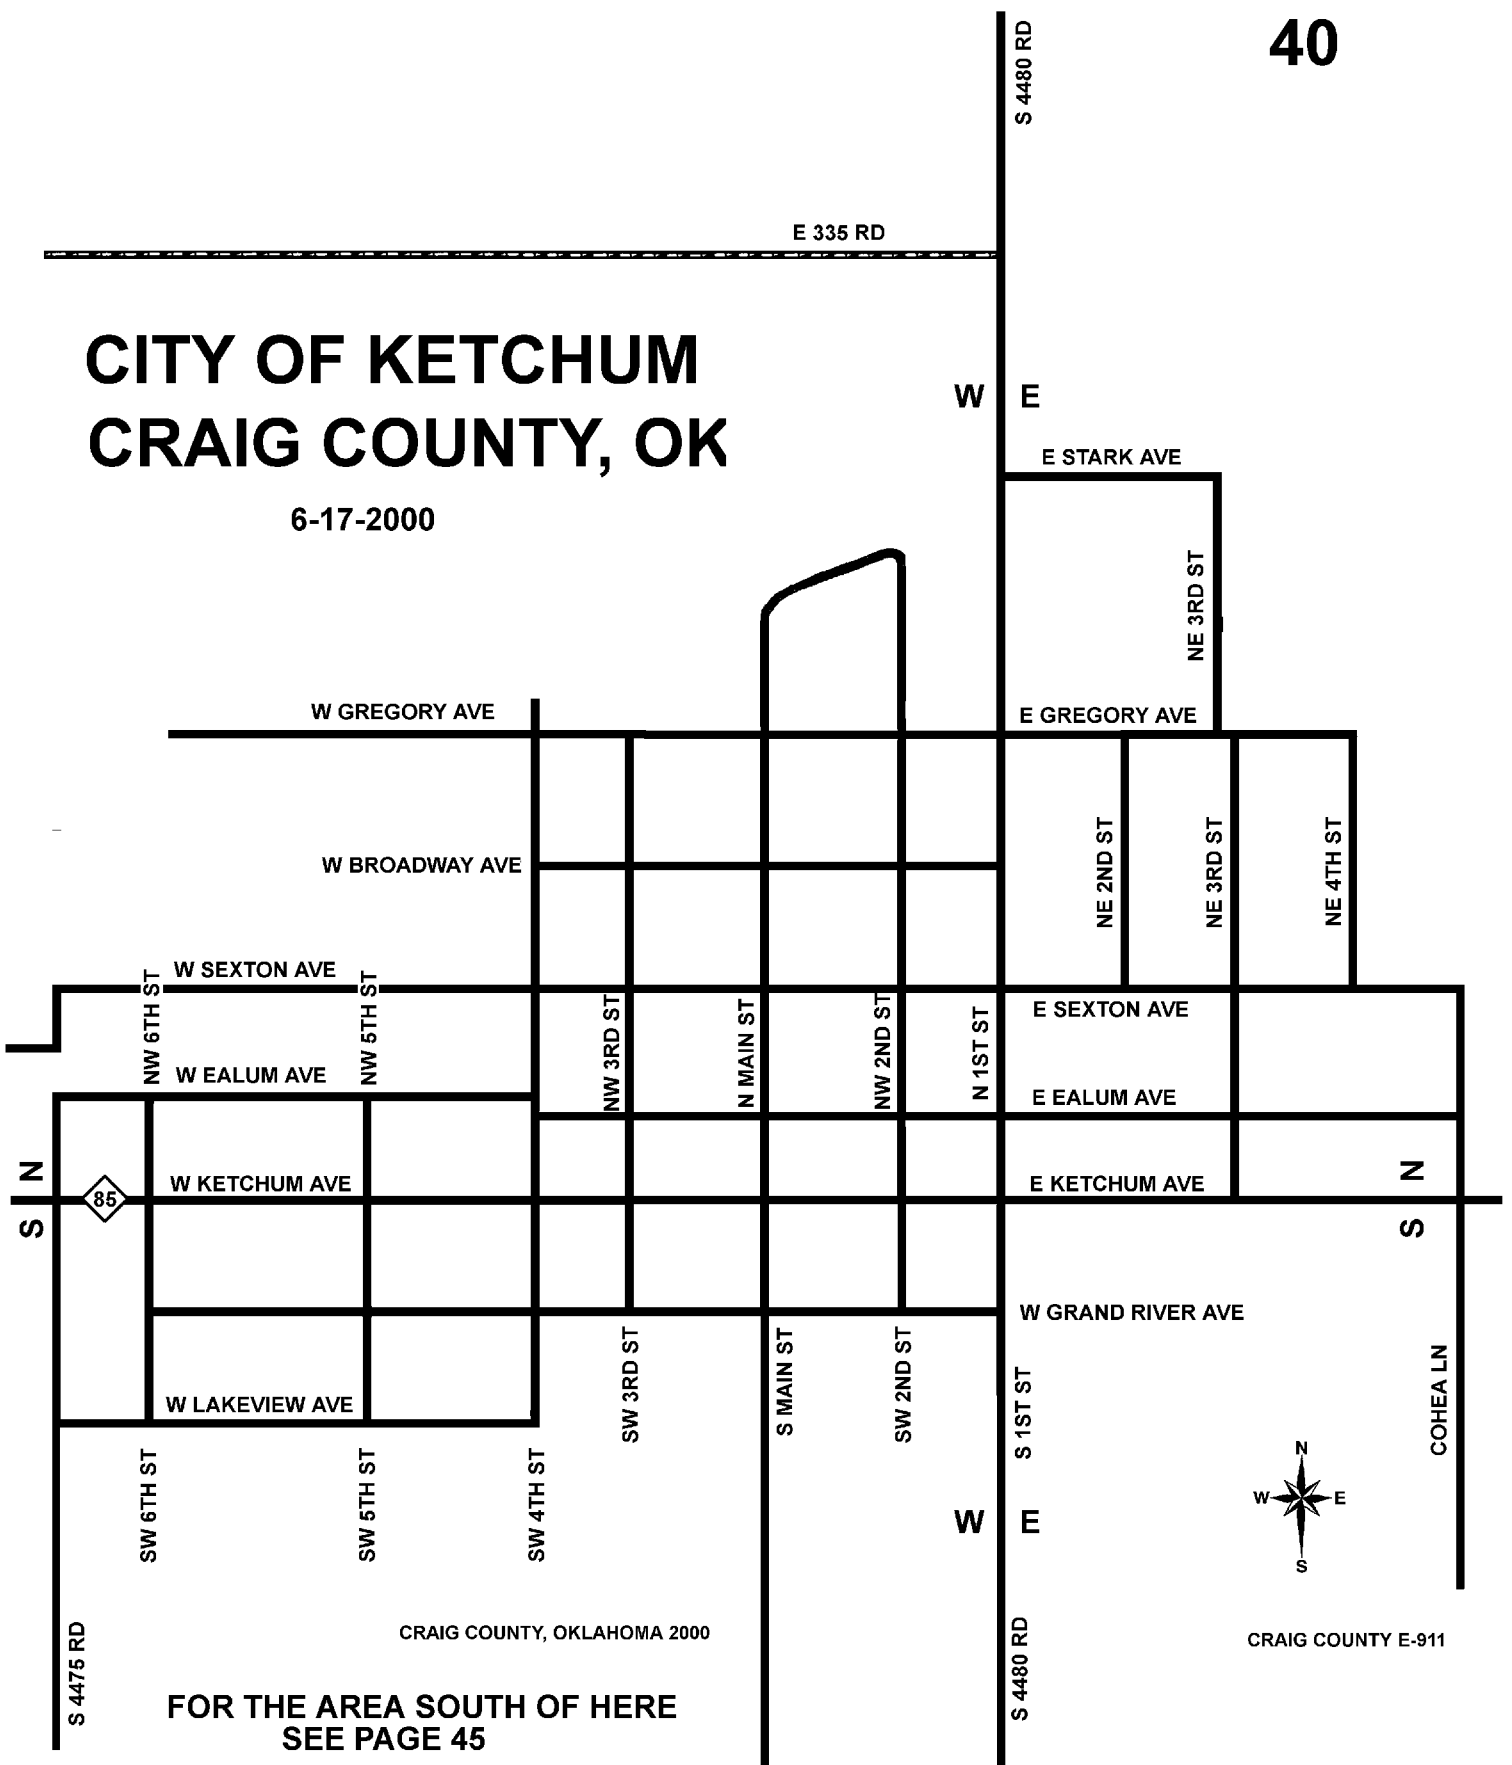 40
S 4480 RD
E 335 RD
CITY OF KETCHUM
CRAIG COUNTY, OK
6-17-2000
W E
E STARK AVE
NE 3RD ST
W GREGORY AVE
E GREGORY AVE
W BROADWAY AVE
NE 2ND ST
NE 3RD ST
NE 4TH ST
W SEXTON AVE
E SEXTON AVE
NW 6TH ST
NW 5TH ST
NW 3RD ST
N MAIN ST
NW 2ND ST
N 1ST ST
W EALUM AVE
E EALUM AVE
N
N
85
W KETCHUM AVE
E KETCHUM AVE
S
S
W GRAND RIVER AVE
SW 3RD ST
S MAIN ST
SW 2ND ST
S 1ST ST
COHEA LN
W LAKEVIEW AVE
SW 6TH ST
SW 5TH ST
SW 4TH ST
W E
N
W E
S
S 4475 RD
CRAIG COUNTY, OKLAHOMA 2000
S 4480 RD
CRAIG COUNTY E-911
FOR THE AREA SOUTH OF HERE
SEE PAGE 45